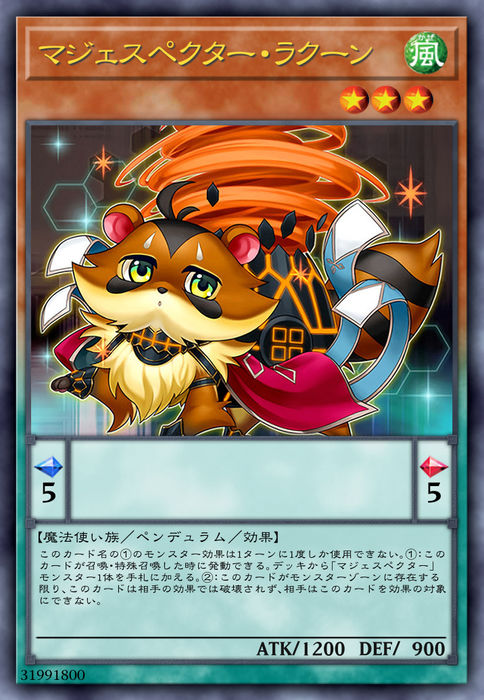 マジェスペクター・ラクーン
かぜ
風
5
5
【魔法使い族／ペンデュラム／効果】
このカード名の①のモンスター効果は1ターンに1度しか使用できない。①：この
カードが召喚・特殊召喚した時に発動できる。デッキから「マジェスペクター」
モンスター1体を手札に加える。②：このカードがモンスターゾーンに存在する
限り、このカードは相手の効果では破壊されず、相手はこのカードを効果の対象
にできない。
ATK/1200 DEF/ 900
31991800